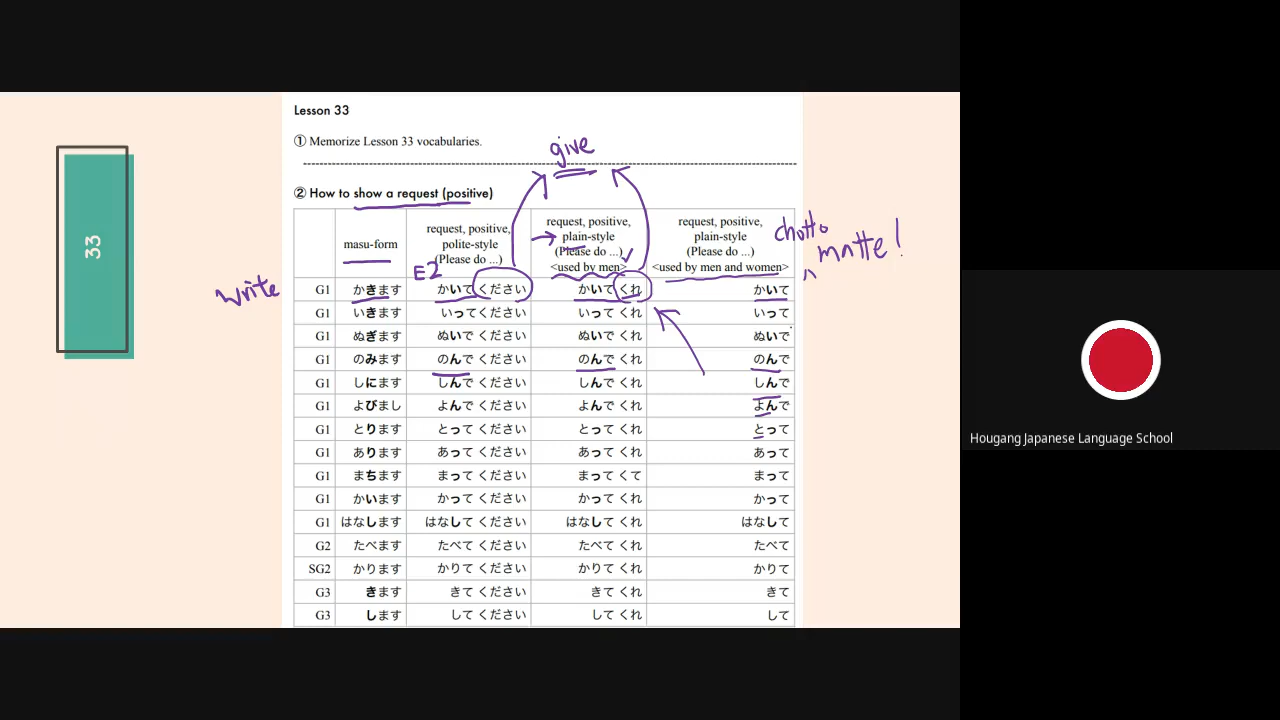 33
Lesson 33
① Memorize Lesson 33 vocabularies.
give
② How to show a request (positive)
masu-form
request, positive,
polite-style
(Please do ...)
request, positive,
plain-style
(Please do ...)
<used by men>
request, positive,
plain-style
(Please do ...)
<used by men and women>
chotto
matte!
E2
write
G1 かきます かいて ください かいて くれ かいて
G1 いきます いってください いって くれ いって
G1 ぬぎます ぬいで ください ぬいで くれ ぬいで
G1 のみます のんで ください のんで くれ のんで
G1 しにます しんで ください しんで くれ しんで
G1 よびまし よんで ください よんで くれ よんで
G1 とります とって ください とって くれ とって
G1 あります あって ください あって くれ あって
G1 まちます まって ください まって くて まって
G1 かいます かって ください かって くれ かって
G1 はなします はなして ください はなして くれ はなして
G2 たべます たべて ください たべて くれ たべて
SG2 かります かりて ください かりて くれ かりて
G3 きます きて ください きて くれ きて
G3 します して ください して くれ して
Hougang Japanese Language School